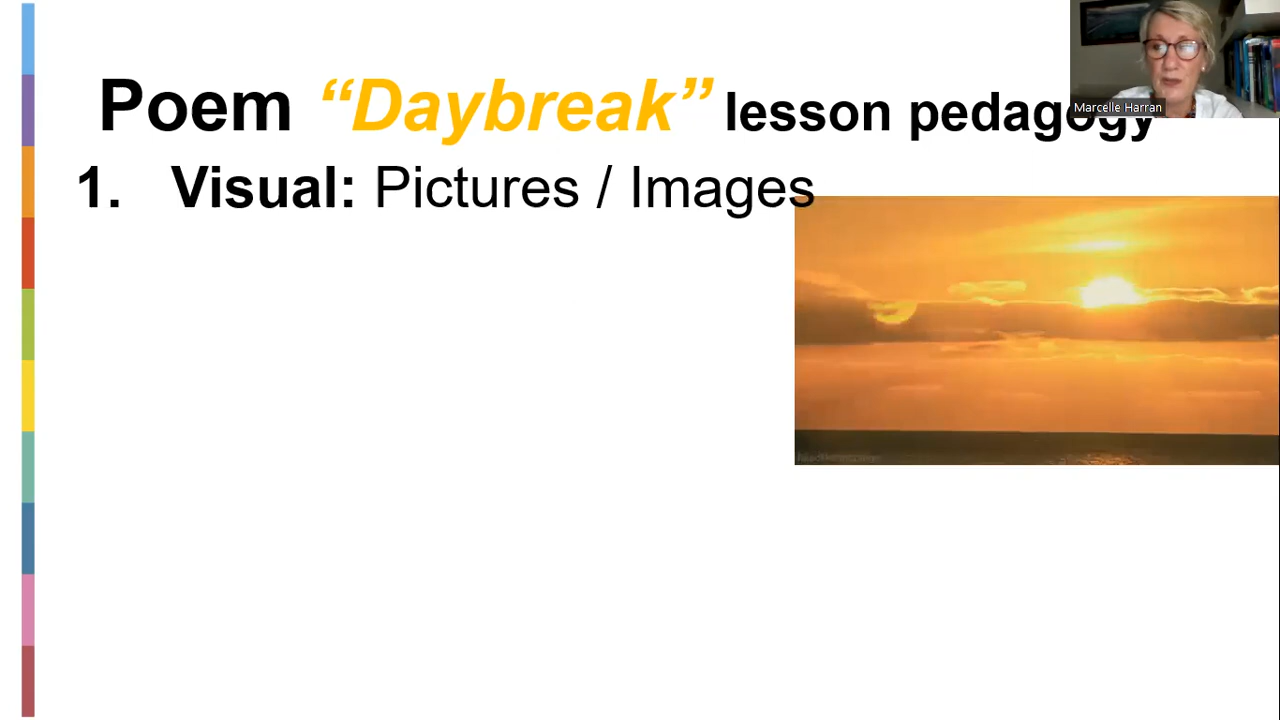 Poem “Daybreak” lesson pedagogy
Marcelle Harran
1. Visual: Pictures / Images